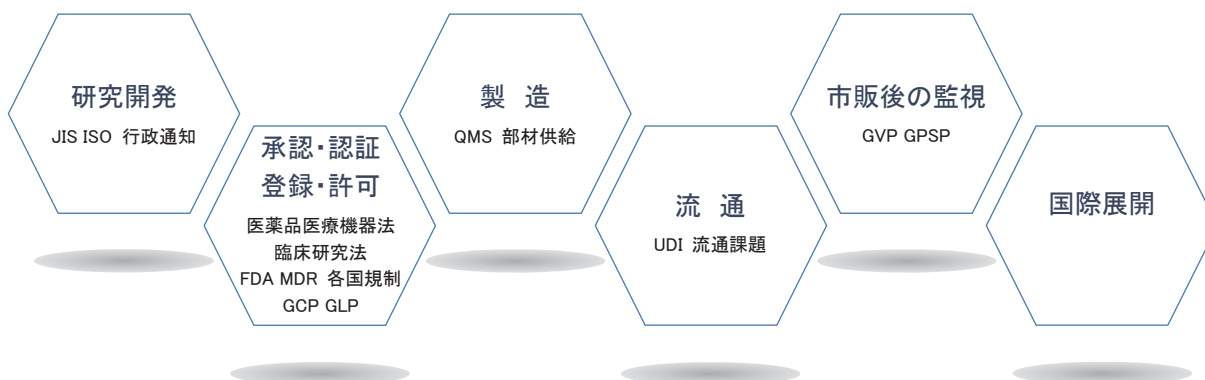 研究開発
JIS ISO 行政通知
承認・認証
登録・許可
医薬品医療機器法
臨床研究法
FDA MDR 各国規制
GCP GLP
製 造
QMS 部材供給
流 通
UDI 流通課題
市販後の監視
GVP GPSP
国際展開